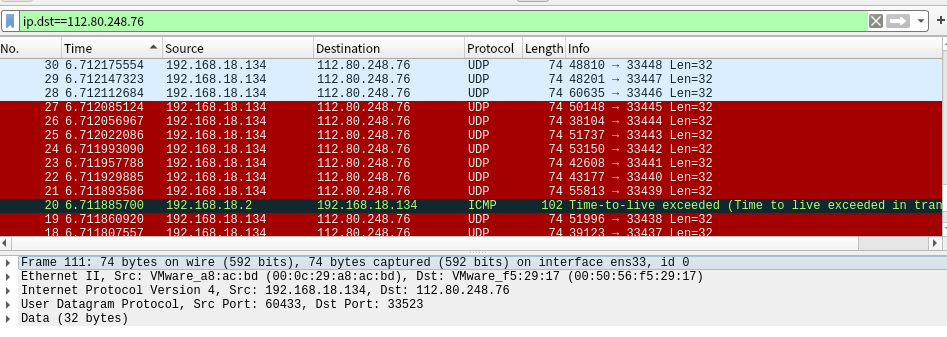 ip.dst==112.80.248.76
No. Time Source Destination Protocol Length Info
30 6.712175554 192.168.18.134 112.80.248.76 UDP 74 48810 → 33448 Len=32
29 6.712147323 192.168.18.134 112.80.248.76 UDP 74 48201 → 33447 Len=32
28 6.712112684 192.168.18.134 112.80.248.76 UDP 74 60635 → 33446 Len=32
27 6.712085124 192.168.18.134 112.80.248.76 UDP 74 50148 → 33445 Len=32
26 6.712056967 192.168.18.134 112.80.248.76 UDP 74 38104 → 33444 Len=32
25 6.712022086 192.168.18.134 112.80.248.76 UDP 74 51737 → 33443 Len=32
24 6.711993090 192.168.18.134 112.80.248.76 UDP 74 53150 → 33442 Len=32
23 6.711957788 192.168.18.134 112.80.248.76 UDP 74 42608 → 33441 Len=32
22 6.711929885 192.168.18.134 112.80.248.76 UDP 74 43177 → 33440 Len=32
21 6.711893586 192.168.18.134 112.80.248.76 UDP 74 55813 → 33439 Len=32
20 6.711885700 192.168.18.2 192.168.18.134 ICMP 102 Time-to-live exceeded (Time to live exceeded in tran
19 6.711860920 192.168.18.134 112.80.248.76 UDP 74 51996 → 33438 Len=32
18 6.711807557 192.168.18.134 112.80.248.76 UDP 74 39123 → 33437 Len=32
Frame 111: 74 bytes on wire (592 bits), 74 bytes captured (592 bits) on interface ens33, id 0
Ethernet II, Src: VMware_a8:ac:bd (00:0c:29:a8:ac:bd), Dst: VMware_f5:29:17 (00:50:56:f5:29:17)
Internet Protocol Version 4, Src: 192.168.18.134, Dst: 112.80.248.76
User Datagram Protocol, Src Port: 60433, Dst Port: 33523
Data (32 bytes)